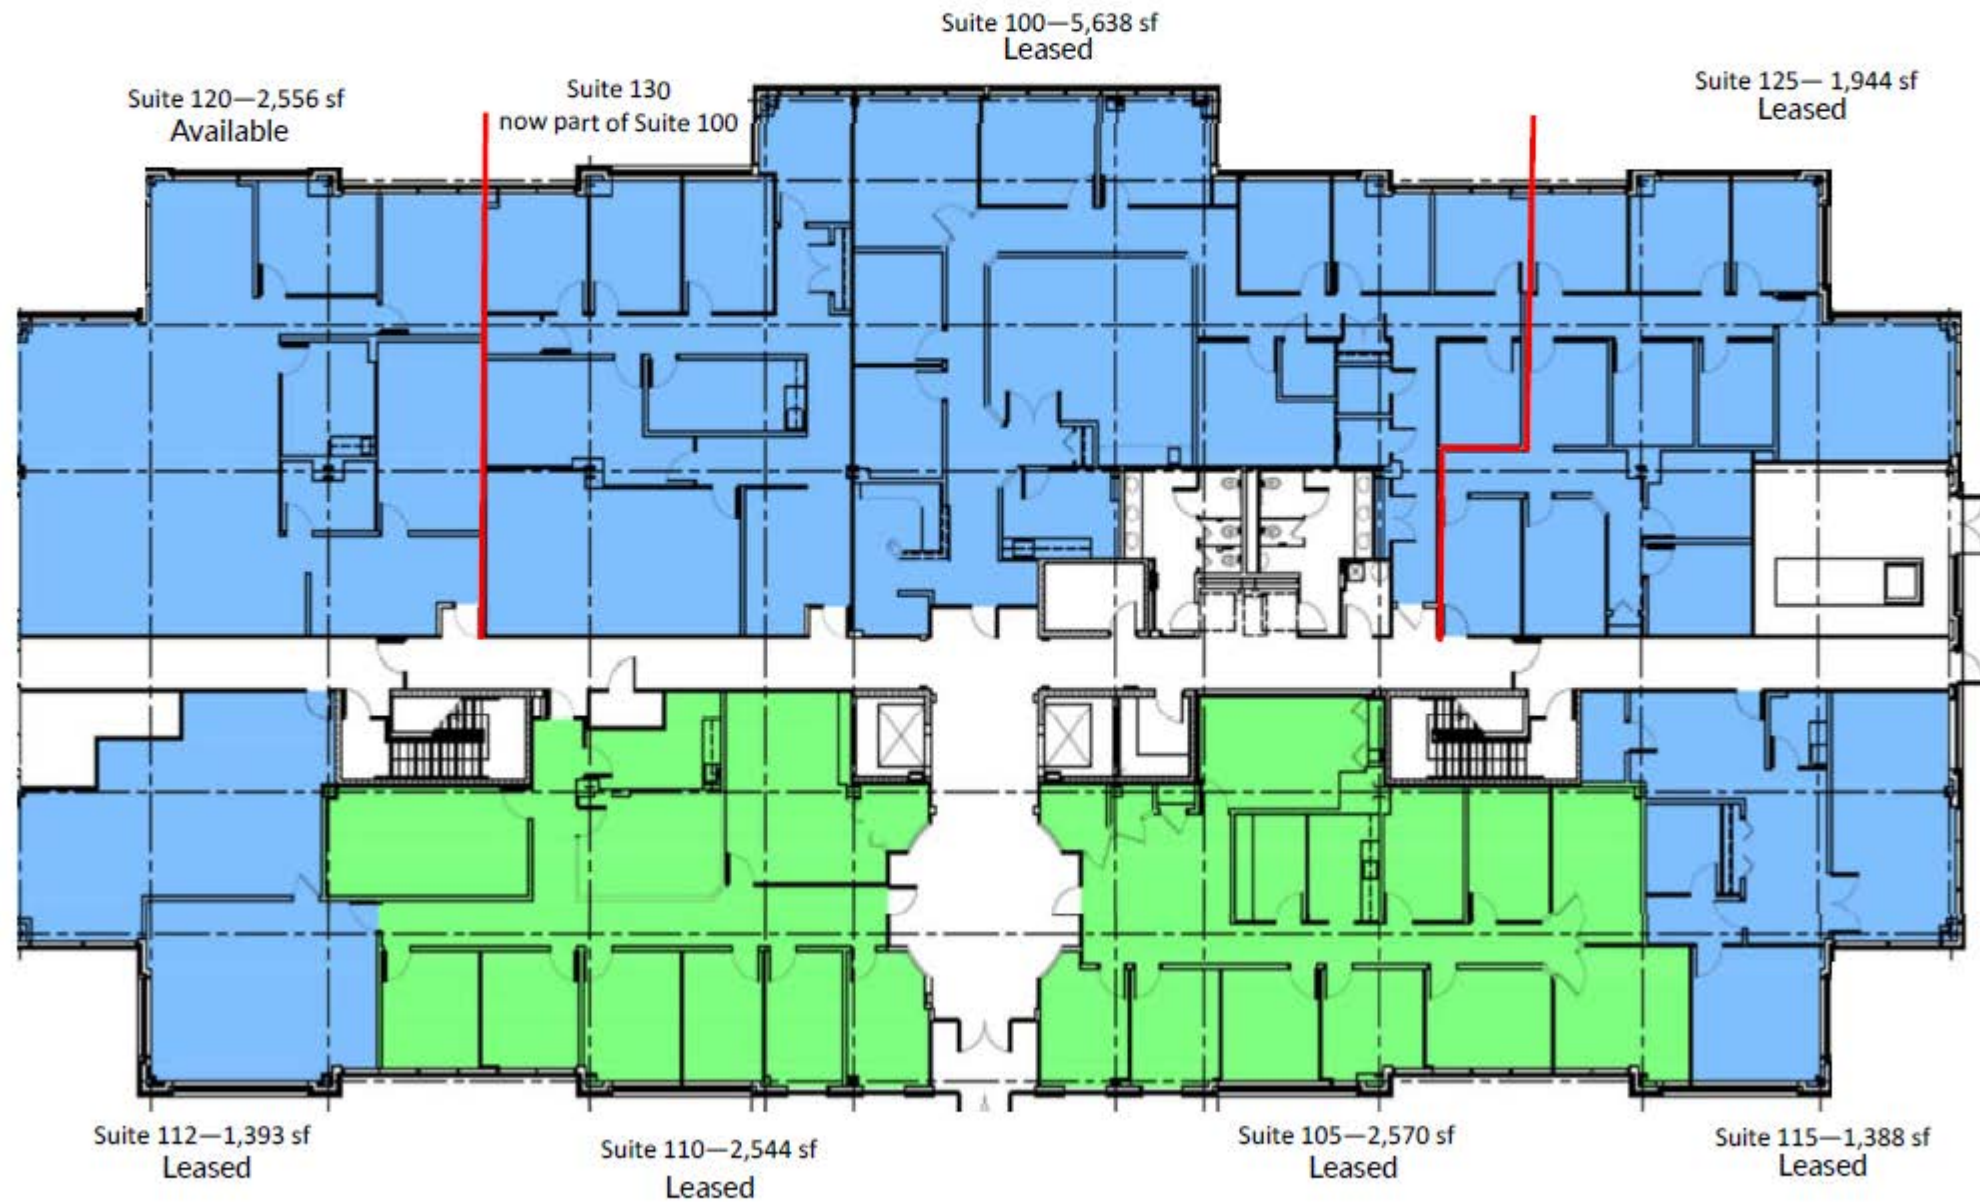 Suite 100—5,638 sf
Leased
Suite 120—2,556 sf
Available
Suite 130
now part of Suite 100
Suite 125— 1,944 sf
Leased
Suite 112—1,393 sf
Leased
Suite 110—2,544 sf
Leased
Suite 105—2,570 sf
Leased
Suite 115—1,388 sf
Leased